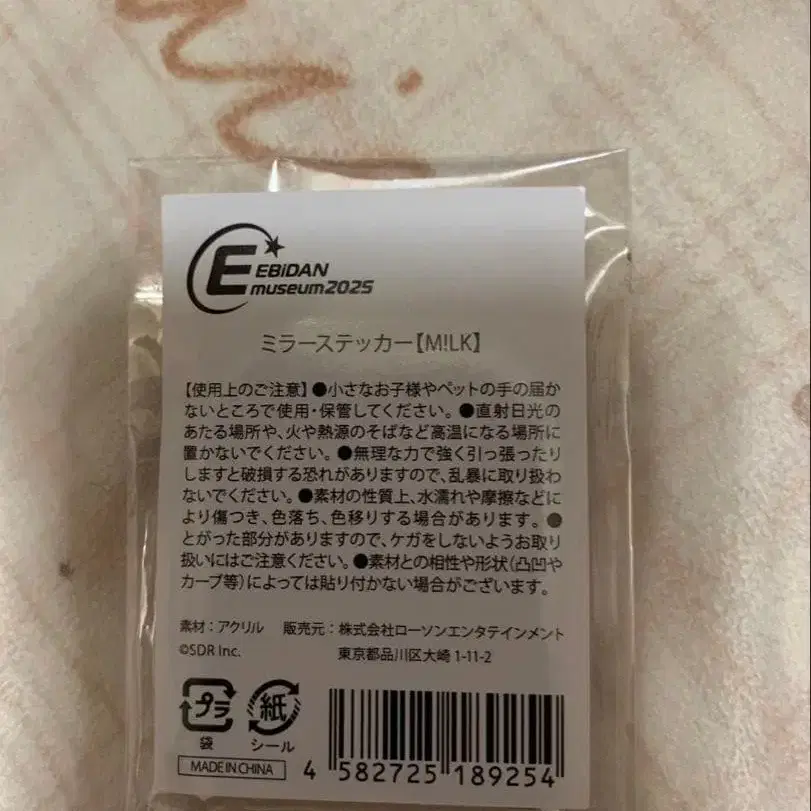 E EBiDAN
museum2025
ミラーステッカー【M!LK】
【使用上のご注意】●小さなお子様やペットの手の届か
ないところで使用・保管してください。●直射日光の
あたる場所や、火や熱源のそばなど高温になる場所に
置かないでください。●無理な力で強く引っ張ったり
しますと破損する恐れがありますので、乱暴に取り扱わ
ないでください。●素材の性質上、水濡れや摩擦などに
より傷つき、色落ち、色移りする場合があります。●
とがった部分がありますので、ケガをしないようお取り
扱いにはご注意ください。●素材との相性や形状（凸凹や
カーブ等）によっては貼り付かない場合がございます。
素材：アクリル 販売元：株式会社ローソンエンタテインメント
©SDR Inc. 東京都品川区大崎 1-11-2
プラ 紙
袋 シール
MADE IN CHINA
4 582725 189254